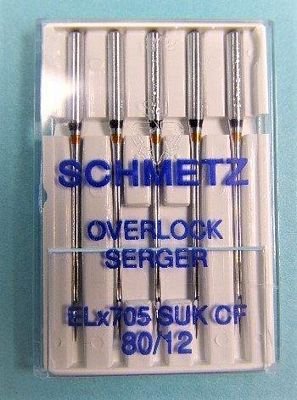 SCHMETZ
OVERLOCK
SERGER
ELx705 SUK CF
80/12